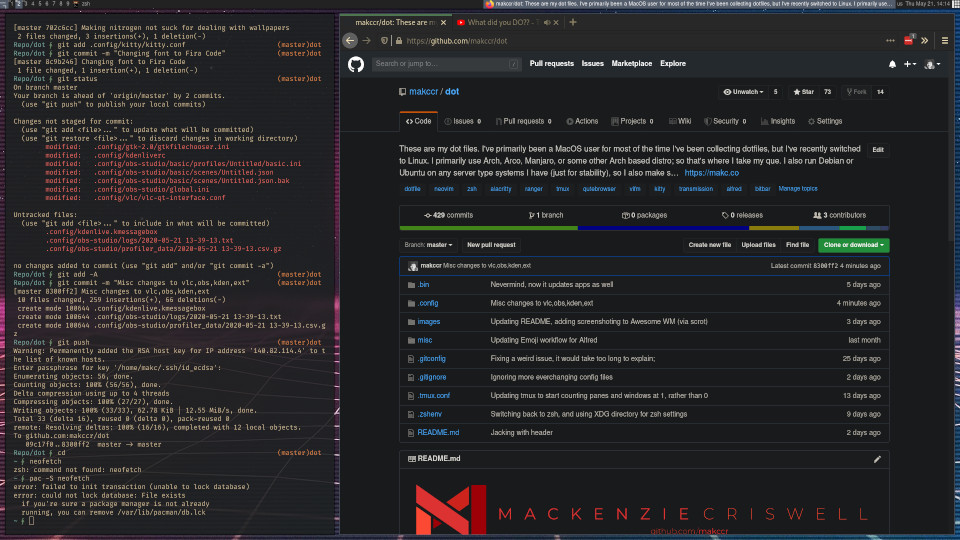 1 2 3 4 5 6 7 8 9 zsh
makccr/dot: These are my dot files. I've primarily been a MacOS user for most of the time I've been collecting dotfiles, but I've recently switched to Linux. I primarily use...
us Thu May 21, 14:14
[master 702c6cc] Making nitrogen not suck for dealing with wallpapers
2 files changed, 3 insertions(+), 1 deletion(-)
Repo/dot ∮ git add .config/kitty/kitty.conf (master)dot
Repo/dot ∮ git commit -m "Changing font to Fira Code" (master)dot
[master 8c9b246] Changing font to Fira Code
1 file changed, 1 insertion(+), 1 deletion(-)
Repo/dot ∮ git status (master)dot
On branch master
Your branch is ahead of 'origin/master' by 2 commits.
(use "git push" to publish your local commits)
Changes not staged for commit:
(use "git add <file>..." to update what will be committed)
(use "git restore <file>..." to discard changes in working directory)
modified: .config/gtk-2.0/gtkfilechooser.ini
modified: .config/kdenliverc
modified: .config/obs-studio/basic/profiles/Untitled/basic.ini
modified: .config/obs-studio/basic/scenes/Untitled.json
modified: .config/obs-studio/basic/scenes/Untitled.json.bak
modified: .config/obs-studio/global.ini
modified: .config/vlc/vlc-qt-interface.conf
Untracked files:
(use "git add <file>..." to include in what will be committed)
.config/kdenlive.kmessagebox
.config/obs-studio/logs/2020-05-21 13-39-13.txt
.config/obs-studio/profiler_data/2020-05-21 13-39-13.csv.gz
no changes added to commit (use "git add" and/or "git commit -a")
Repo/dot ∮ git add -A (master)dot
Repo/dot ∮ git commit -m "Misc changes to vlc,obs,kden,ext" (master)dot
[master 8300ff2] Misc changes to vlc,obs,kden,ext
10 files changed, 259 insertions(+), 66 deletions(-)
create mode 100644 .config/kdenlive.kmessagebox
create mode 100644 .config/obs-studio/logs/2020-05-21 13-39-13.txt
create mode 100644 .config/obs-studio/profiler_data/2020-05-21 13-39-13.csv.g
z
Repo/dot ∮ git push (master)dot
Warning: Permanently added the RSA host key for IP address '140.82.114.4' to t
he list of known hosts.
Enter passphrase for key '/home/makc/.ssh/id_ecdsa':
Enumerating objects: 56, done.
Counting objects: 100% (56/56), done.
Delta compression using up to 4 threads
Compressing objects: 100% (27/27), done.
Writing objects: 100% (33/33), 62.78 KiB | 12.55 MiB/s, done.
Total 33 (delta 16), reused 0 (delta 0), pack-reused 0
remote: Resolving deltas: 100% (16/16), completed with 12 local objects.
To github.com:makccr/dot
09c17f0..8300ff2 master → master
Repo/dot ∮ cd (master)dot
~ ∮ neofetch
zsh: command not found: neofetch
~ ∮ pac -S neofetch
error: failed to init transaction (unable to lock database)
error: could not lock database: File exists
if you're sure a package manager is not already
running, you can remove /var/lib/pacman/db.lck
~ ∮
makccr/dot: These are m
What did you DO?? -
https://github.com/makccr/dot
Search or jump to... /
Pull requests Issues Marketplace Explore
makccr / dot
Unwatch 5 Star 73 Fork 14
Code Issues 0 Pull requests 0 Actions Projects 0 Wiki Security 0 Insights Settings
These are my dot files. I've primarily been a MacOS user for most of the time I've been collecting dotfiles, but I've recently switched Edit
to Linux. I primarily use Arch, Arco, Manjaro, or some other Arch based distro; so that's where I take my que. I also run Debian or
Ubuntu on any server type systems I have (just for stability), so I also make s... https://makc.co
dotfile neovim zsh alacritty ranger tmux qutebrowser vifm kitty transmission alfred bitbar Manage topics
429 commits 1 branch 0 packages 0 releases 3 contributors
Branch: master New pull request Create new file Upload files Find file Clone or download
makccr Misc changes to vlc,obs,kden,ext Latest commit 8300ff2 4 minutes ago
.bin Nevermind, now it updates apps as well 5 days ago
.config Misc changes to vlc,obs,kden,ext 4 minutes ago
images Updating README, adding screenshoting to Awesome WM (via scrot) 3 days ago
misc Updating Emoji workflow for Alfred last month
.gitconfig Fixing a weird issue, it would take too long to explain; 25 days ago
.gitignore Ignoring more everchanging config files 2 days ago
.tmux.conf Updating tmux to start counting panes and windows at 1, rather than 0 13 days ago
.zshenv Switching back to zsh, and using XDG directory for zsh settings 9 days ago
README.md Jacking with header 2 days ago
README.md
MACKENZIECRISWELL
github.com/makccr